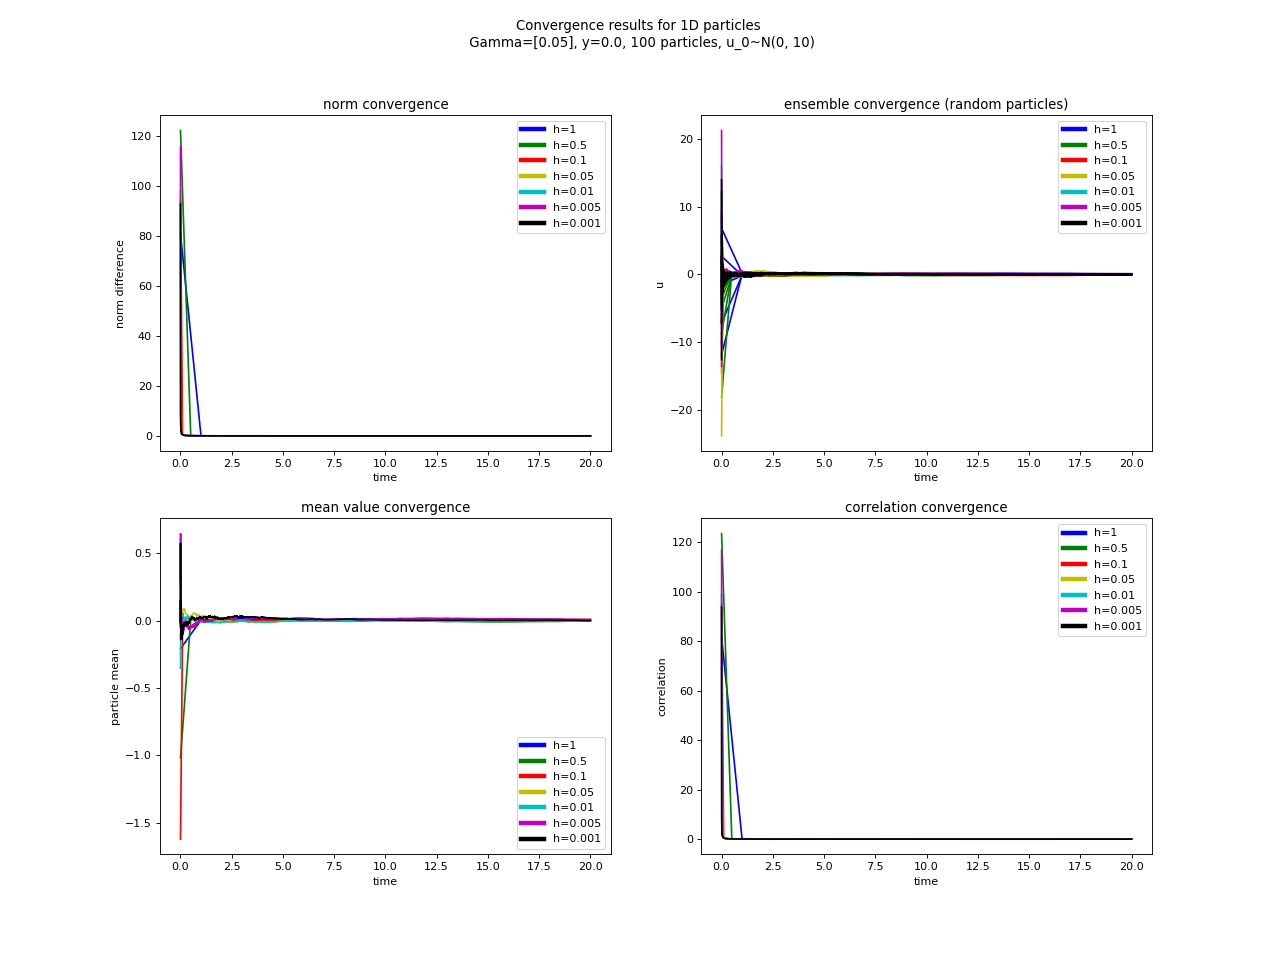 Convergence results for 1D particles
Gamma=[0.05], y=0.0, 100 particles, u_0~N(0, 10)
norm convergence
norm difference
120
100
80
60
40
20
0
0.0 2.5 5.0 7.5 10.0 12.5 15.0 17.5 20.0
time
h=1
h=0.5
h=0.1
h=0.05
h=0.01
h=0.005
h=0.001
ensemble convergence (random particles)
u
20
10
0
−10
−20
0.0 2.5 5.0 7.5 10.0 12.5 15.0 17.5 20.0
time
h=1
h=0.5
h=0.1
h=0.05
h=0.01
h=0.005
h=0.001
mean value convergence
particle mean
0.5
0.0
−0.5
−1.0
−1.5
0.0 2.5 5.0 7.5 10.0 12.5 15.0 17.5 20.0
time
h=1
h=0.5
h=0.1
h=0.05
h=0.01
h=0.005
h=0.001
correlation convergence
correlation
120
100
80
60
40
20
0
0.0 2.5 5.0 7.5 10.0 12.5 15.0 17.5 20.0
time
h=1
h=0.5
h=0.1
h=0.05
h=0.01
h=0.005
h=0.001